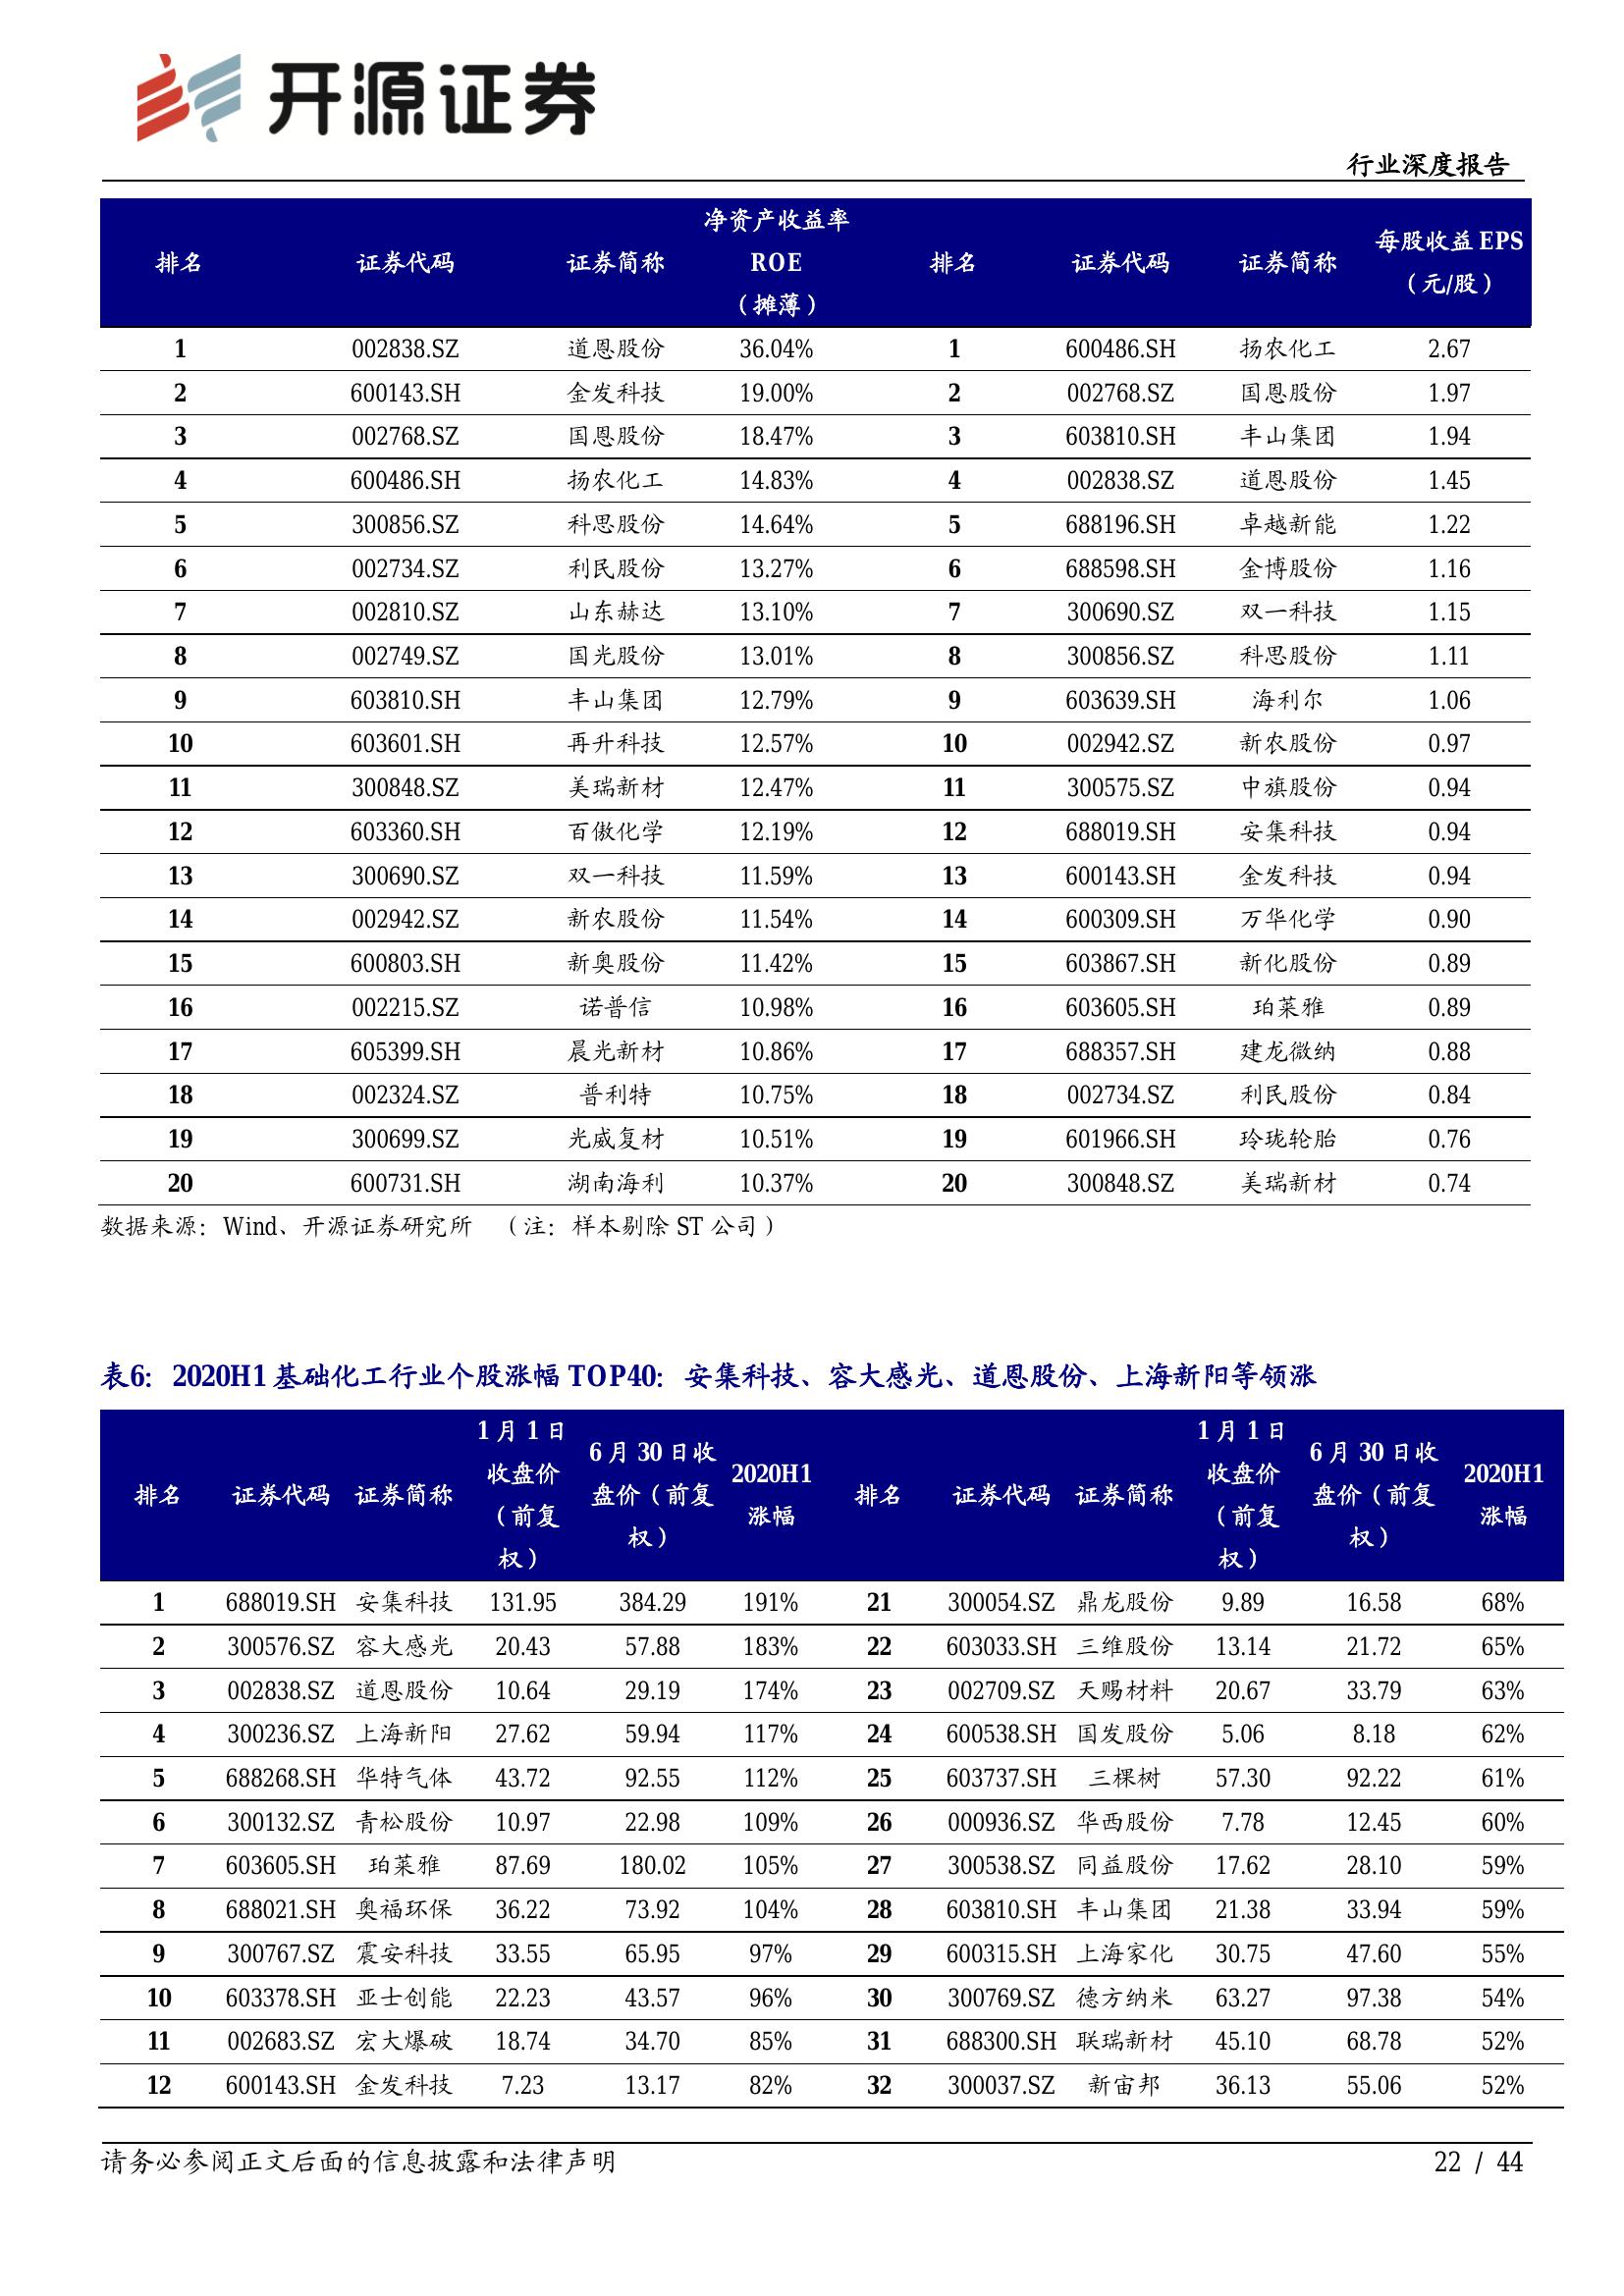 开源证券
行业深度报告
排名 证券代码 证券简称 净资产收益率 ROE （摊薄） 排名 证券代码 证券简称 每股收益 EPS （元/股）
1 002838.SZ 道恩股份 36.04% 1 600486.SH 扬农化工 2.67
2 600143.SH 金发科技 19.00% 2 002768.SZ 国恩股份 1.97
3 002768.SZ 国恩股份 18.47% 3 603810.SH 丰山集团 1.94
4 600486.SH 扬农化工 14.83% 4 002838.SZ 道恩股份 1.45
5 300856.SZ 科思股份 14.64% 5 688196.SH 卓越新能 1.22
6 002734.SZ 利民股份 13.27% 6 688598.SH 金博股份 1.16
7 002810.SZ 山东赫达 13.10% 7 300690.SZ 双一科技 1.15
8 002749.SZ 国光股份 13.01% 8 300856.SZ 科思股份 1.11
9 603810.SH 丰山集团 12.79% 9 603639.SH 海利尔 1.06
10 603601.SH 再升科技 12.57% 10 002942.SZ 新农股份 0.97
11 300848.SZ 美瑞新材 12.47% 11 300575.SZ 中旗股份 0.94
12 603360.SH 百傲化学 12.19% 12 688019.SH 安集科技 0.94
13 300690.SZ 双一科技 11.59% 13 600143.SH 金发科技 0.94
14 002942.SZ 新农股份 11.54% 14 600309.SH 万华化学 0.90
15 600803.SH 新奥股份 11.42% 15 603867.SH 新化股份 0.89
16 002215.SZ 诺普信 10.98% 16 603605.SH 珀莱雅 0.89
17 605399.SH 晨光新材 10.86% 17 688357.SH 建龙微纳 0.88
18 002324.SZ 普利特 10.75% 18 002734.SZ 利民股份 0.84
19 300699.SZ 光威复材 10.51% 19 601966.SH 玲珑轮胎 0.76
20 600731.SH 湖南海利 10.37% 20 300848.SZ 美瑞新材 0.74
数据来源：Wind、开源证券研究所 （注：样本剔除 ST 公司）
表6：2020H1 基础化工行业个股涨幅 TOP40：安集科技、容大感光、道恩股份、上海新阳等领涨
排名 证券代码 证券简称 1 月 1 日收盘价（前复权） 6 月 30 日收盘价（前复权） 2020H1 涨幅 排名 证券代码 证券简称 1 月 1 日收盘价（前复权） 6 月 30 日收盘价（前复权） 2020H1 涨幅
1 688019.SH 安集科技 131.95 384.29 191% 21 300054.SZ 鼎龙股份 9.89 16.58 68%
2 300576.SZ 容大感光 20.43 57.88 183% 22 603033.SH 三维股份 13.14 21.72 65%
3 002838.SZ 道恩股份 10.64 29.19 174% 23 002709.SZ 天赐材料 20.67 33.79 63%
4 300236.SZ 上海新阳 27.62 59.94 117% 24 600538.SH 国发股份 5.06 8.18 62%
5 688268.SH 华特气体 43.72 92.55 112% 25 603737.SH 三棵树 57.30 92.22 61%
6 300132.SZ 青松股份 10.97 22.98 109% 26 000936.SZ 华西股份 7.78 12.45 60%
7 603605.SH 珀莱雅 87.69 180.02 105% 27 300538.SZ 同益股份 17.62 28.10 59%
8 688021.SH 奥福环保 36.22 73.92 104% 28 603810.SH 丰山集团 21.38 33.94 59%
9 300767.SZ 震安科技 33.55 65.95 97% 29 600315.SH 上海家化 30.75 47.60 55%
10 603378.SH 亚士创能 22.23 43.57 96% 30 300769.SZ 德方纳米 63.27 97.38 54%
11 002683.SZ 宏大爆破 18.74 34.70 85% 31 688300.SH 联瑞新材 45.10 68.78 52%
12 600143.SH 金发科技 7.23 13.17 82% 32 300037.SZ 新宙邦 36.13 55.06 52%
请务必参阅正文后面的信息披露和法律声明 22 / 44